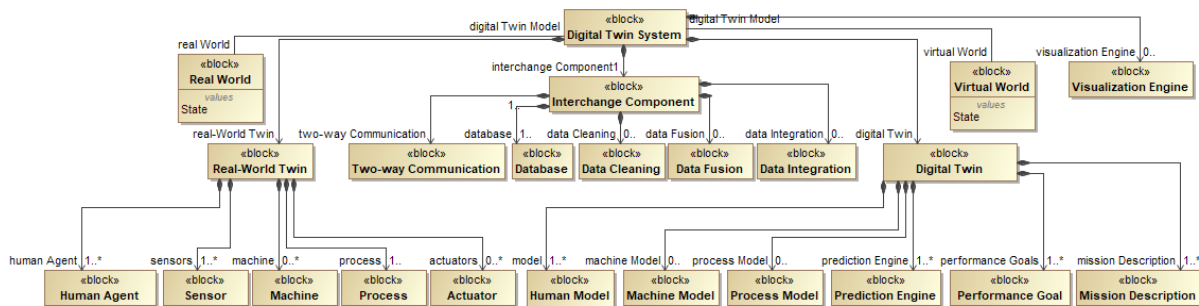 «block»
Digital Twin System
digital Twin Model
digital Twin Model
real World
«block»
Real World
values
State
interchange Component 1.
«block»
Interchange Component
virtual World
«block»
Virtual World
values
State
visualization Engine 0..
«block»
Visualization Engine
1.
real-World Twin
«block»
Real-World Twin
two-way Communication
«block»
Two-way Communication
database 1..
«block»
Database
data Cleaning 0..
«block»
Data Cleaning
data Fusion 0..
«block»
Data Fusion
data Integration 0..
«block»
Data Integration
digital Twin
«block»
Digital Twin
human Agent 1..*
«block»
Human Agent
sensors 1..*
«block»
Sensor
machine 0..*
«block»
Machine
process 1..
«block»
Process
actuators 0..*
«block»
Actuator
model 1..*
«block»
Human Model
machine Model 0..
«block»
Machine Model
process Model 0..
«block»
Process Model
prediction Engine 1..*
«block»
Prediction Engine
performance Goals 1..*
«block»
Performance Goal
mission Description 1..*
«block»
Mission Description